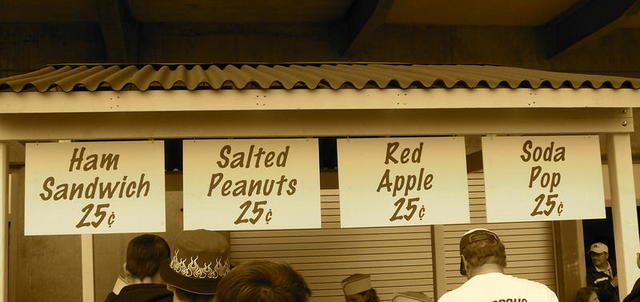 Ham
Sandwich
25¢
Salted
Peanuts
25¢
Red
Apple
25¢
Soda
Pop
25¢